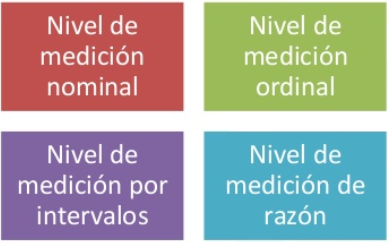 Nivel de
medición
nominal
Nivel de
medición
ordinal
Nivel de
medición por
intervalos
Nivel de
medición de
razón